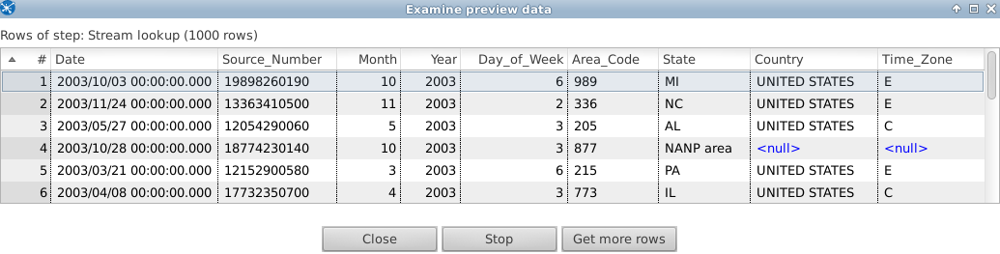 Examine preview data
Rows of step: Stream lookup (1000 rows)
# Date Source_Number Month Year Day_of_Week Area_Code State Country Time_Zone
1 2003/10/03 00:00:00.000 19898260190 10 2003 6 989 MI UNITED STATES E
2 2003/11/24 00:00:00.000 13363410500 11 2003 2 336 NC UNITED STATES E
3 2003/05/27 00:00:00.000 12054290060 5 2003 3 205 AL UNITED STATES C
4 2003/10/28 00:00:00.000 18774230140 10 2003 3 877 NANP area <null> <null>
5 2003/03/21 00:00:00.000 12152900580 3 2003 6 215 PA UNITED STATES E
6 2003/04/08 00:00:00.000 17732350700 4 2003 3 773 IL UNITED STATES C
Close Stop Get more rows